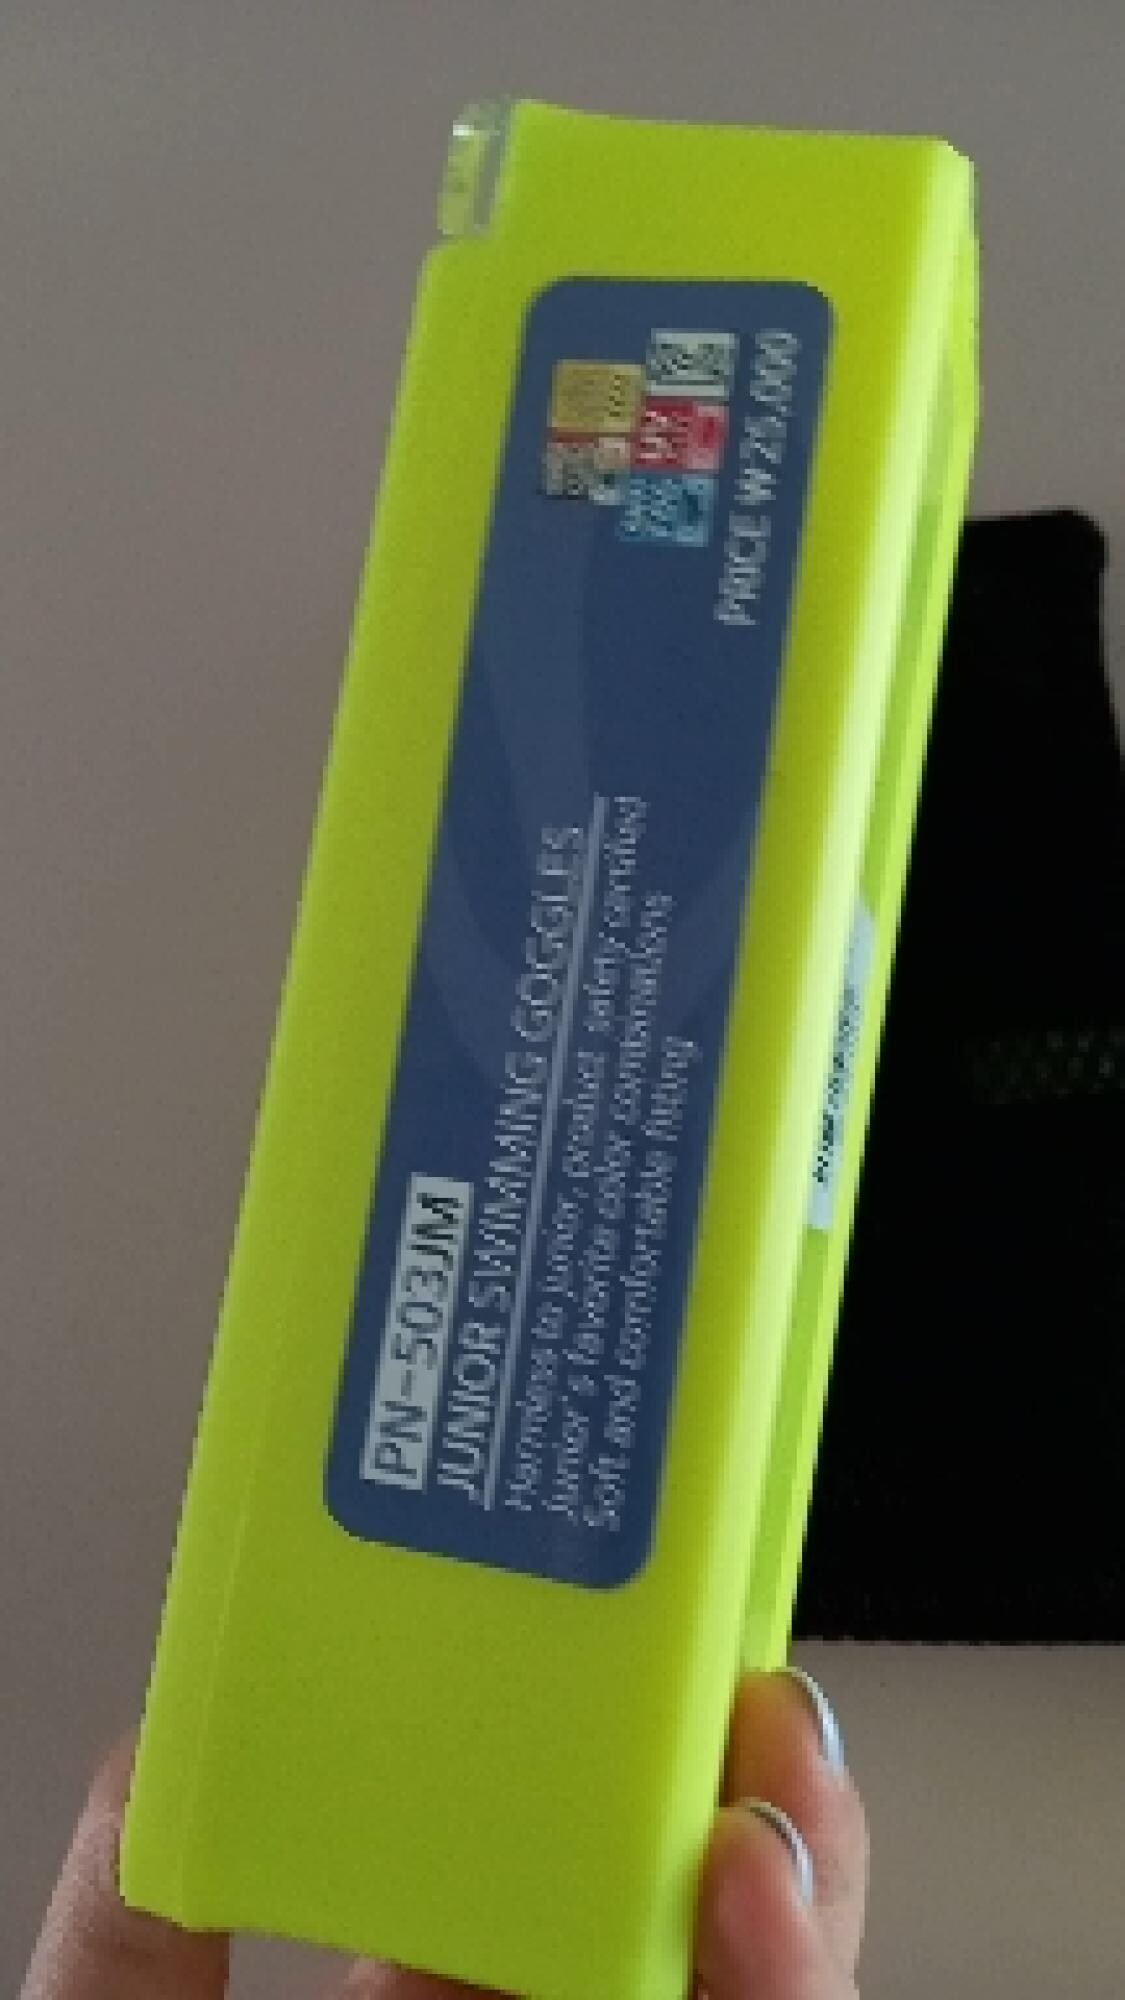 PN-503JM
JUNIOR SWIMMING GOGGLES
Harmless to junior, product safety certified
Junior's favorite color combinations
Soft and comfortable fitting
PRICE ₩25,000